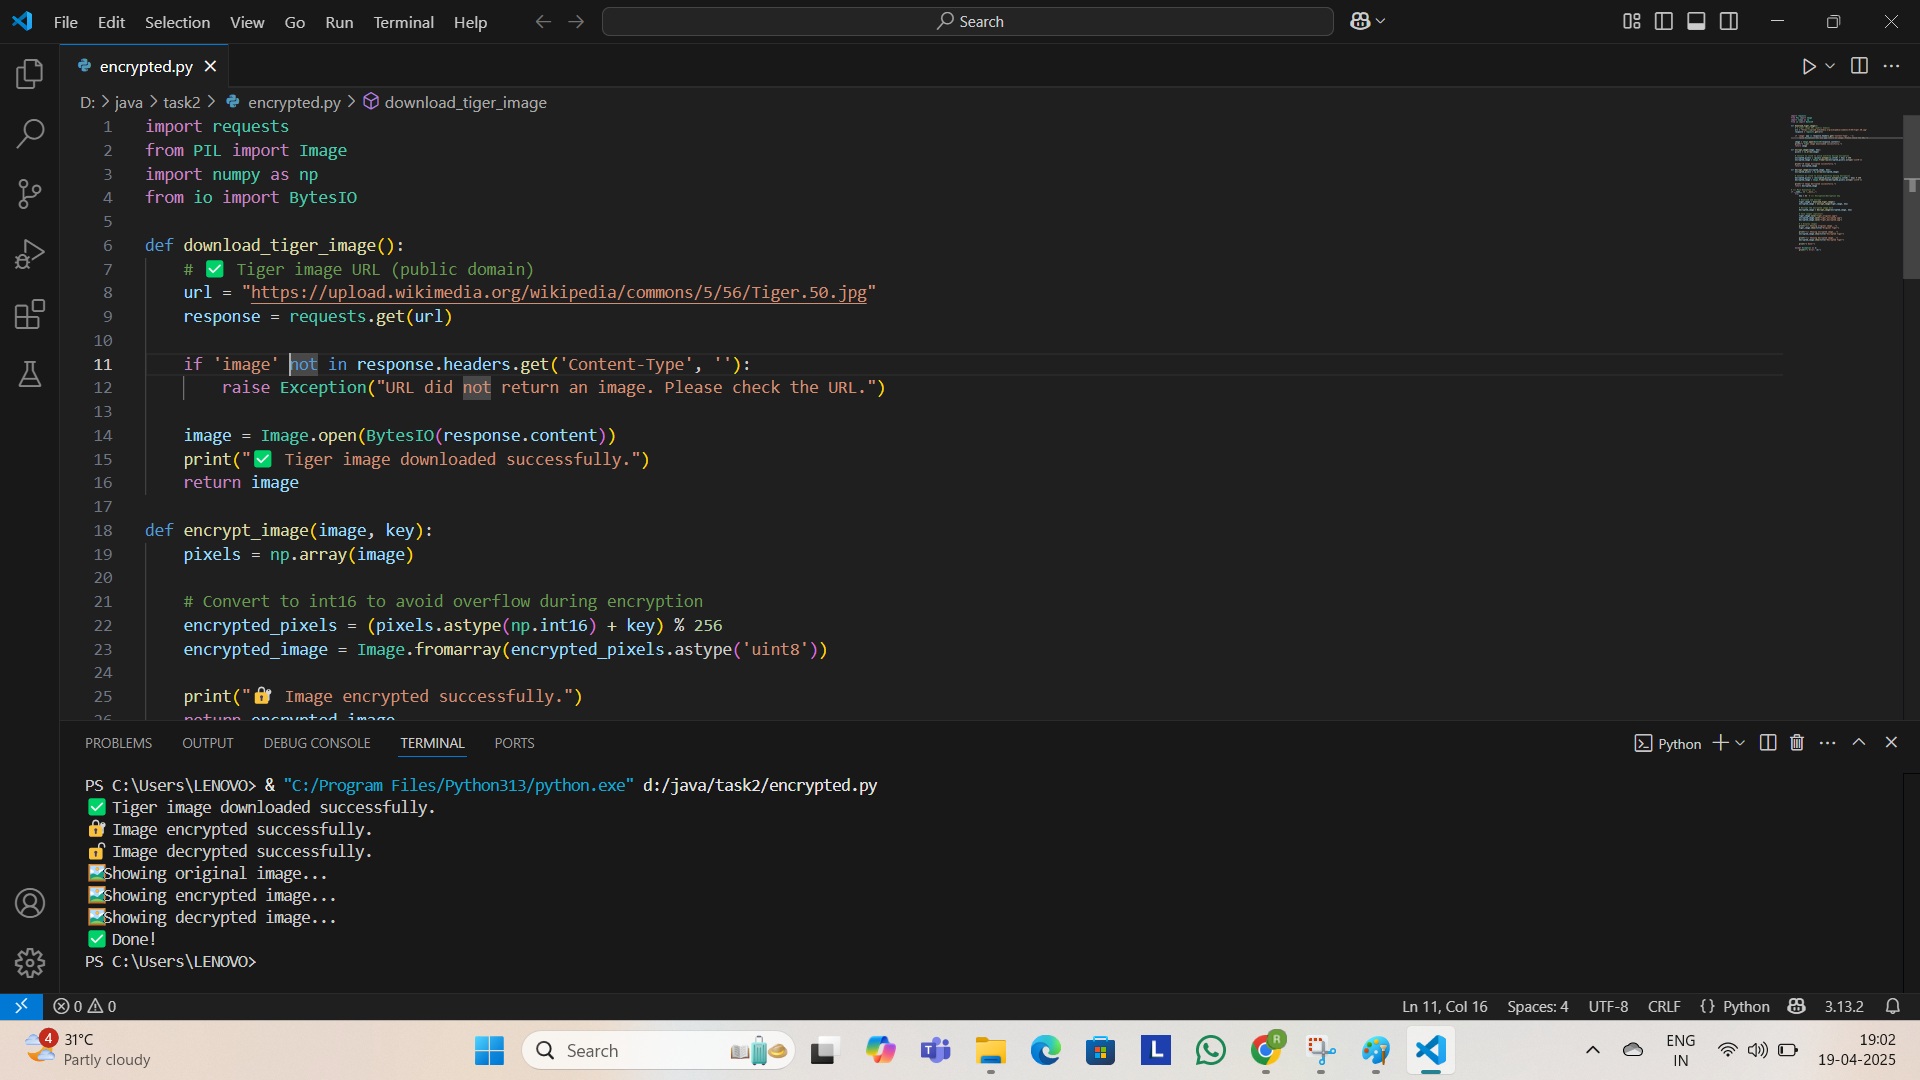 File Edit Selection View Go Run Terminal Help Search
encrypted.py
D: > java > task2 > encrypted.py > download_tiger_image
1 import requests
2 from PIL import Image
3 import numpy as np
4 from io import BytesIO
5
6 def download_tiger_image():
7 # ✅ Tiger image URL (public domain)
8 url = "https://upload.wikimedia.org/wikipedia/commons/5/56/Tiger.50.jpg"
9 response = requests.get(url)
10
11 if 'image' not in response.headers.get('Content-Type', ''):
12 raise Exception("URL did not return an image. Please check the URL.")
13
14 image = Image.open(BytesIO(response.content))
15 print("✅ Tiger image downloaded successfully.")
16 return image
17
18 def encrypt_image(image, key):
19 pixels = np.array(image)
20
21 # Convert to int16 to avoid overflow during encryption
22 encrypted_pixels = (pixels.astype(np.int16) + key) % 256
23 encrypted_image = Image.fromarray(encrypted_pixels.astype('uint8'))
24
25 print("🔐 Image encrypted successfully.")
26 return encrypted_image
PROBLEMS OUTPUT DEBUG CONSOLE TERMINAL PORTS Python
PS C:\Users\LENOVO> & "C:/Program Files/Python313/python.exe" d:/java/task2/encrypted.py
✅ Tiger image downloaded successfully.
🔐 Image encrypted successfully.
🔓 Image decrypted successfully.
🖼️Showing original image...
🖼️Showing encrypted image...
🖼️Showing decrypted image...
✅ Done!
PS C:\Users\LENOVO>
0 0 Ln 11, Col 16 Spaces: 4 UTF-8 CRLF {} Python 3.13.2
4 31°C
Partly cloudy
Search
L
R
ENG
IN
19:02
19-04-2025